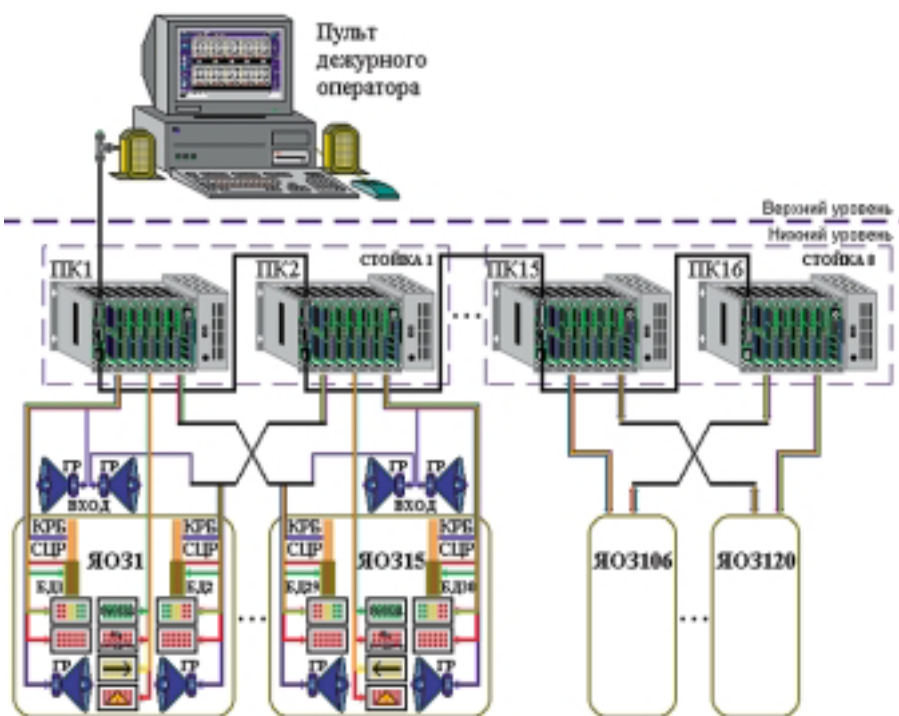 Пульт
дежурного
оператора
Верхний уровень
Нижний уровень
ПК1
ПК2
СТОЙКА 1
ПК15
ПК16
СТОЙКА 8
...
ГР
ГР
ВХОД
ГР
ГР
ВХОД
КРБ
СЦР
КРБ
СЦР
КРБ
СЦР
КРБ
СЦР
ЯОЗ1
ЯОЗ15
ЯОЗ106
ЯОЗ120
БД1
БД2
БД29
БД30
...
...
ГР
ГР
ГР
ГР